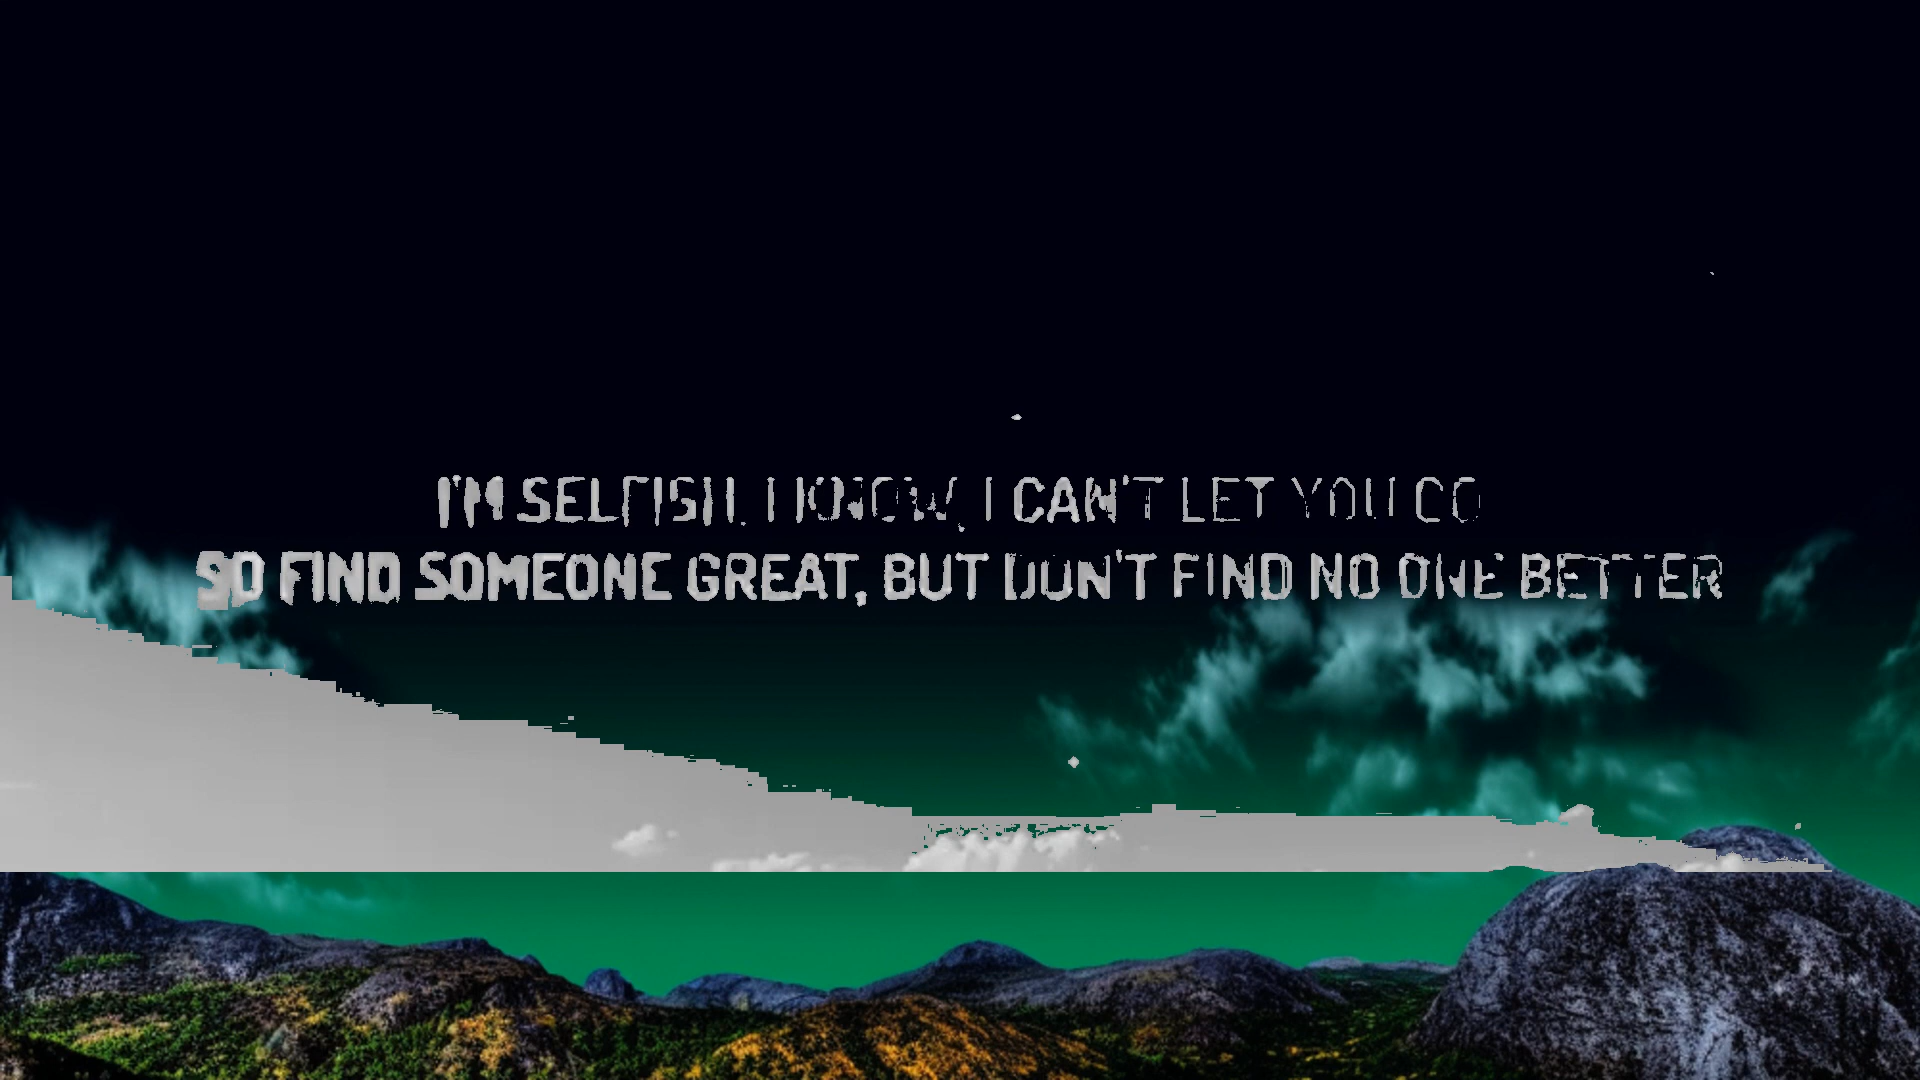 I'M SELFISH, I KNOW, I CAN'T LET YOU GO
SO FIND SOMEONE GREAT, BUT DON'T FIND NO ONE BETTER